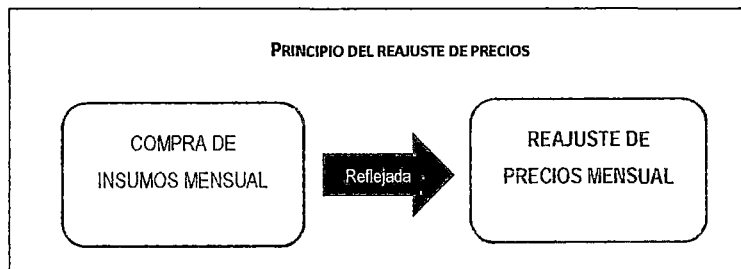 PRINCIPIO DEL REAJUSTE DE PRECIOS
COMPRA DE
INSUMOS MENSUAL
Reflejada
REAJUSTE DE
PRECIOS MENSUAL